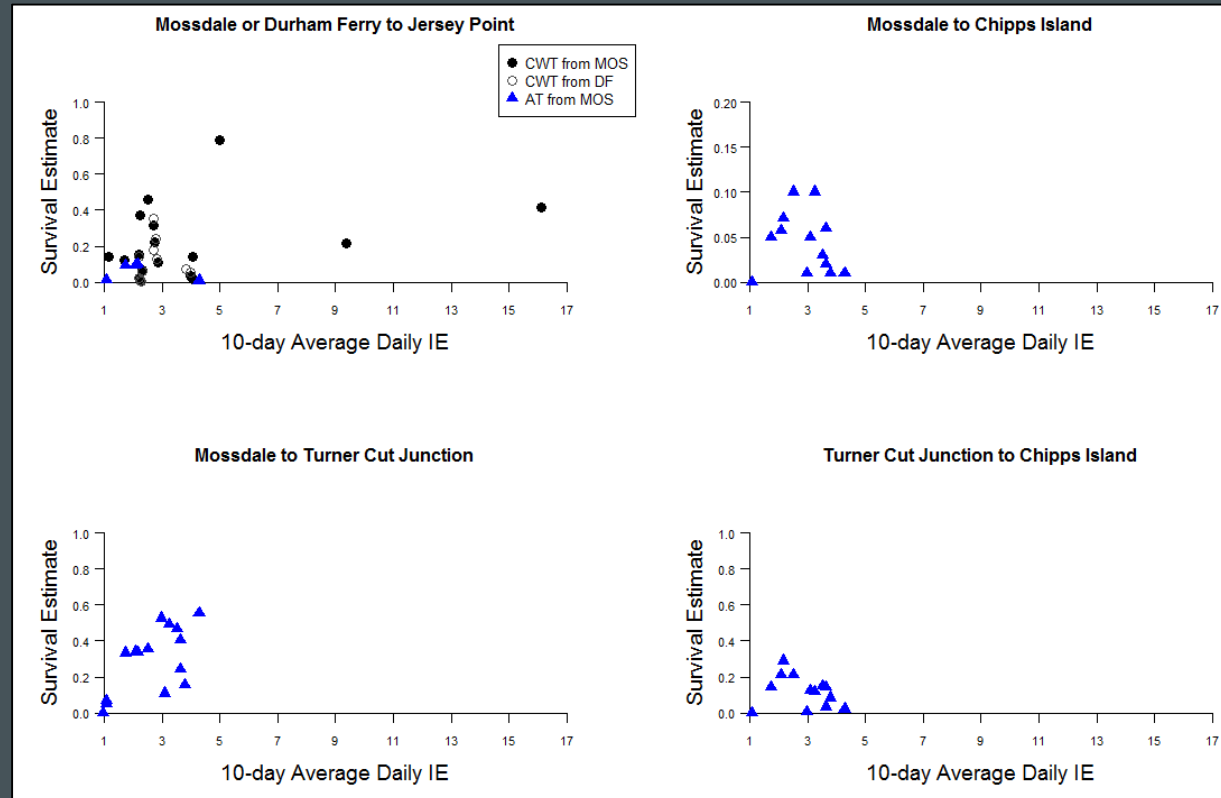 Mossdale or Durham Ferry to Jersey Point
CWT from MOS
CWT from DF
AT from MOS
Survival Estimate
1.0
0.8
0.6
0.4
0.2
0.0
1 3 5 7 9 11 13 15 17
10-day Average Daily IE
Mossdale to Chipps Island
Survival Estimate
0.20
0.15
0.10
0.05
0.00
1 3 5 7 9 11 13 15 17
10-day Average Daily IE
Mossdale to Turner Cut Junction
Survival Estimate
1.0
0.8
0.6
0.4
0.2
0.0
1 3 5 7 9 11 13 15 17
10-day Average Daily IE
Turner Cut Junction to Chipps Island
Survival Estimate
1.0
0.8
0.6
0.4
0.2
0.0
1 3 5 7 9 11 13 15 17
10-day Average Daily IE